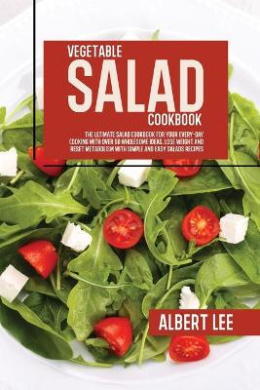 VEGETABLE
SALAD
COOKBOOK
THE ULTIMATE SALAD COOKBOOK FOR YOUR EVERY-DAY
COOKING WITH OVER 50 WHOLESOME IDEAS. LOSE WEIGHT AND
RESET METABOLISM WITH SIMPLE AND EASY SALADS RECIPES
ALBERT LEE